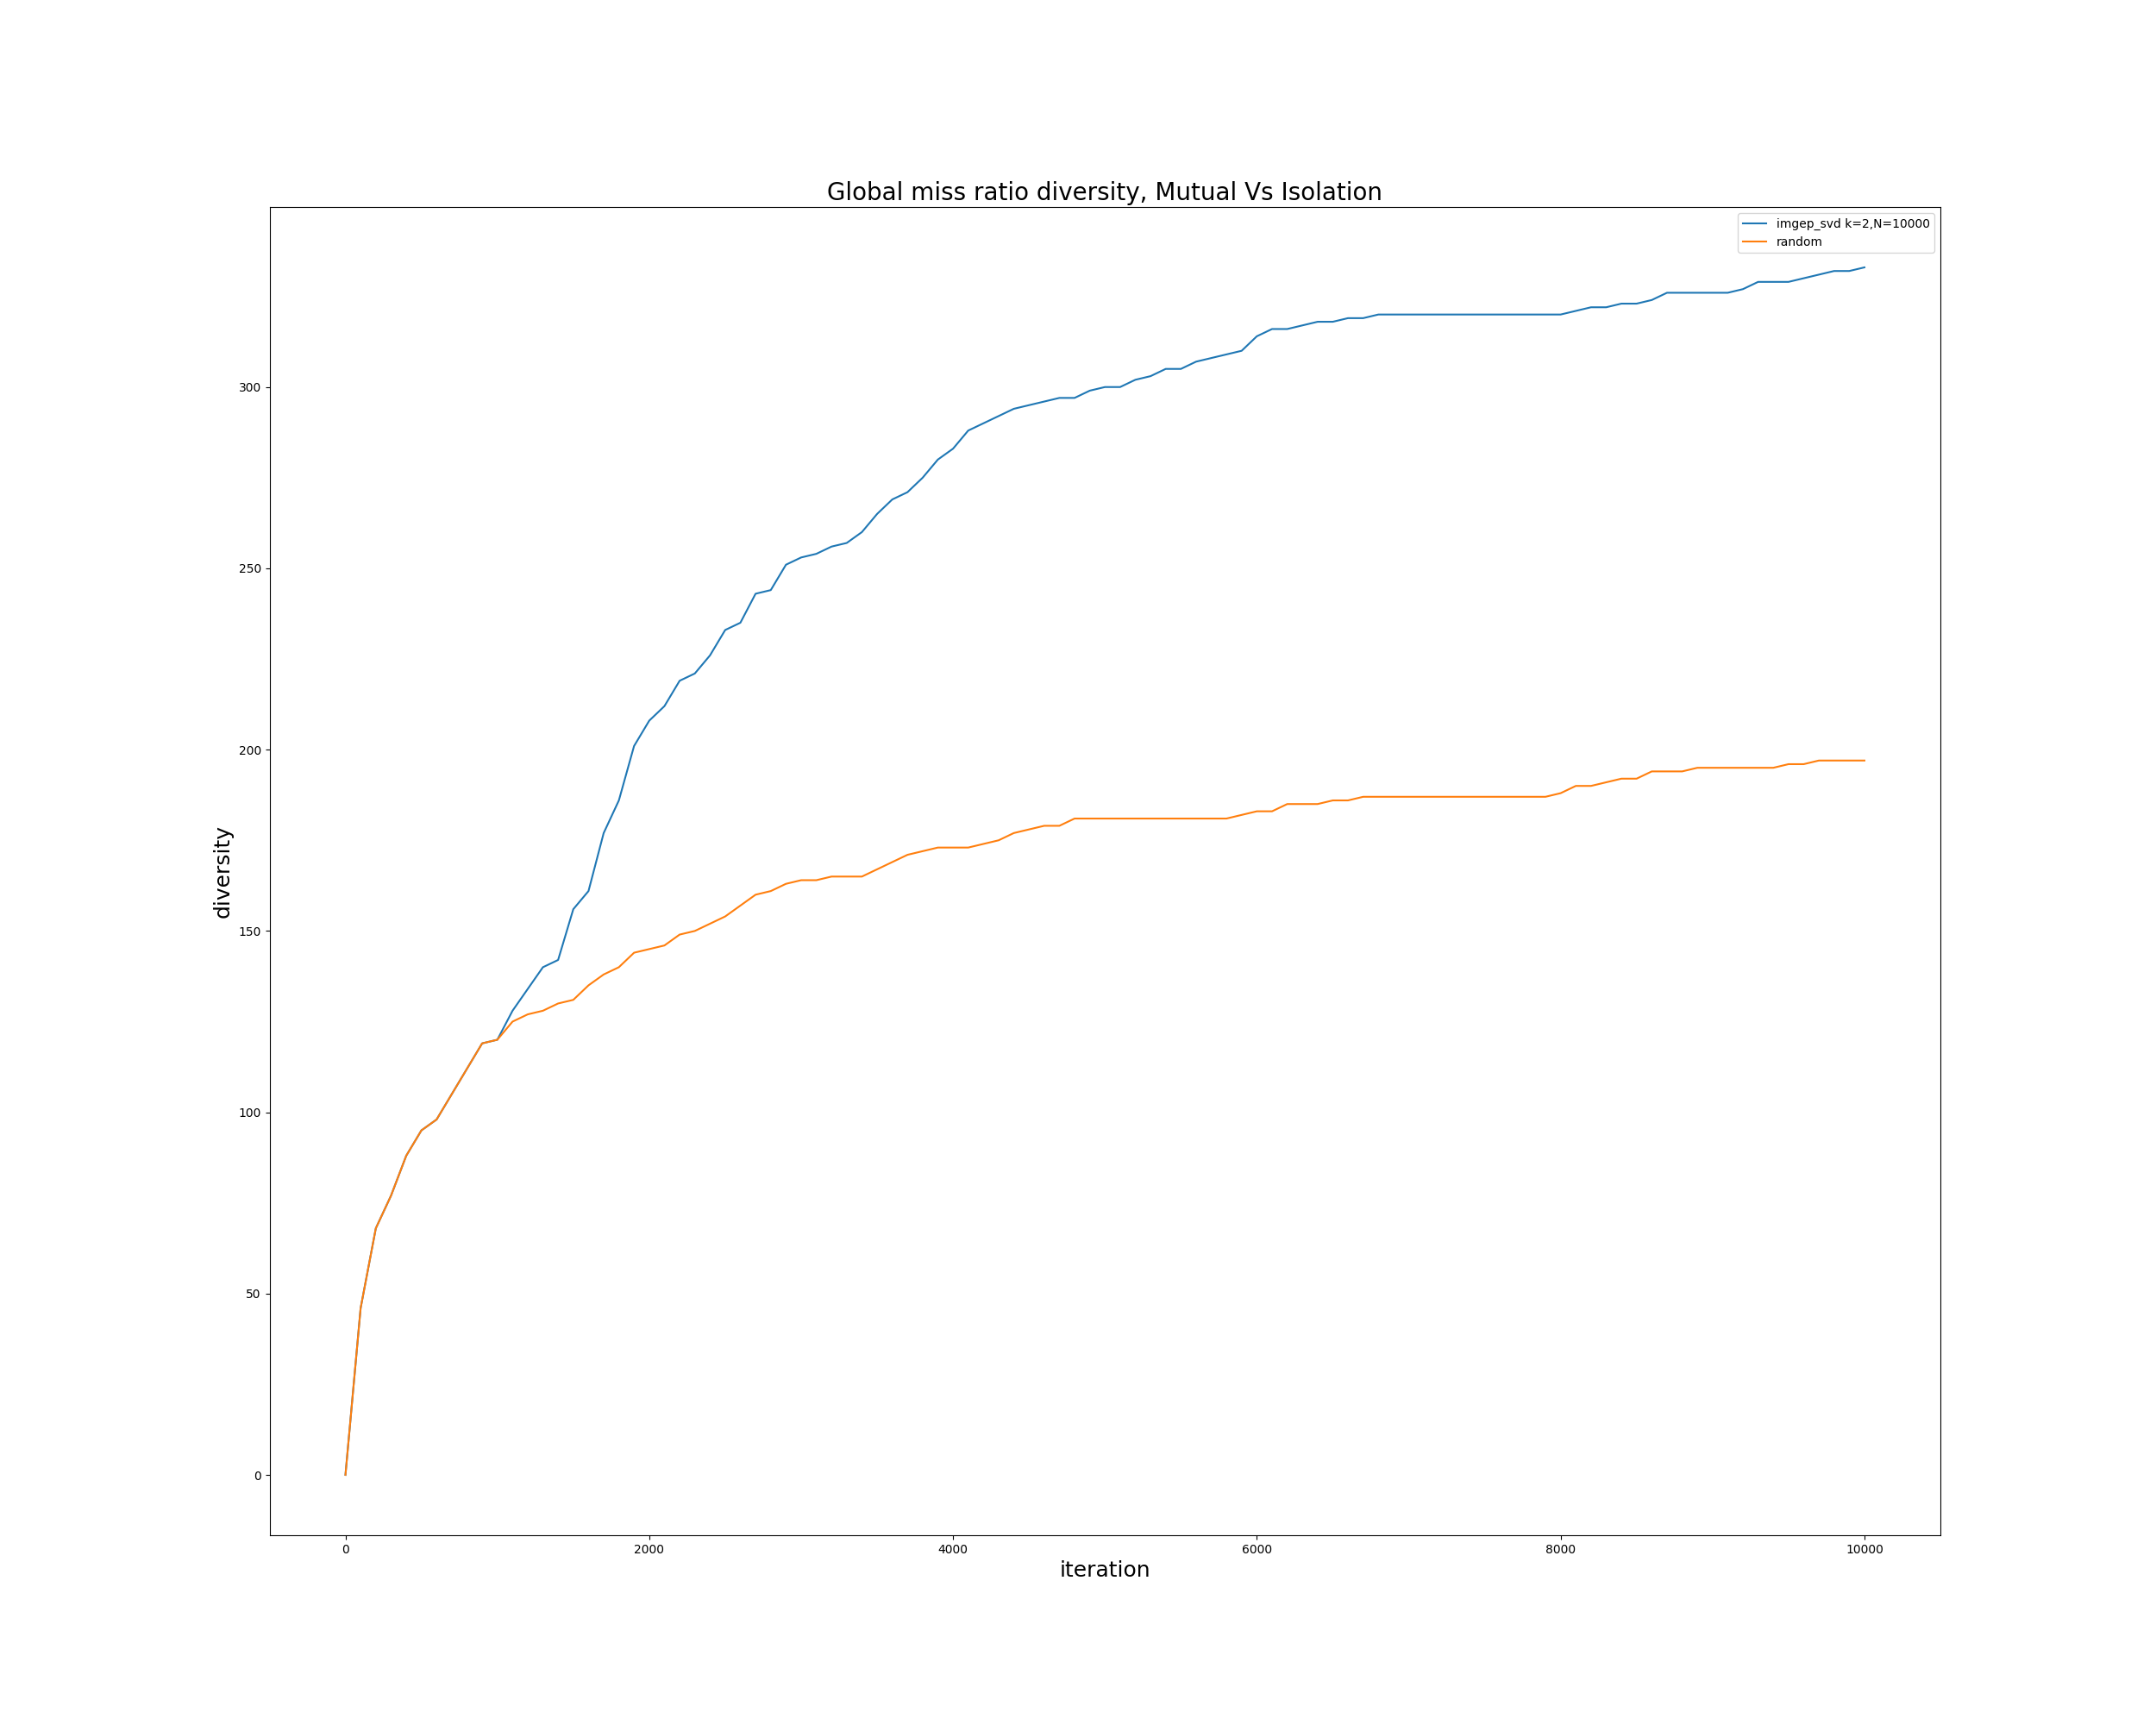 Global miss ratio diversity, Mutual Vs Isolation
imgep_svd k=2,N=10000
random
300
250
200
150
100
50
0
diversity
0 2000 4000 6000 8000 10000
iteration